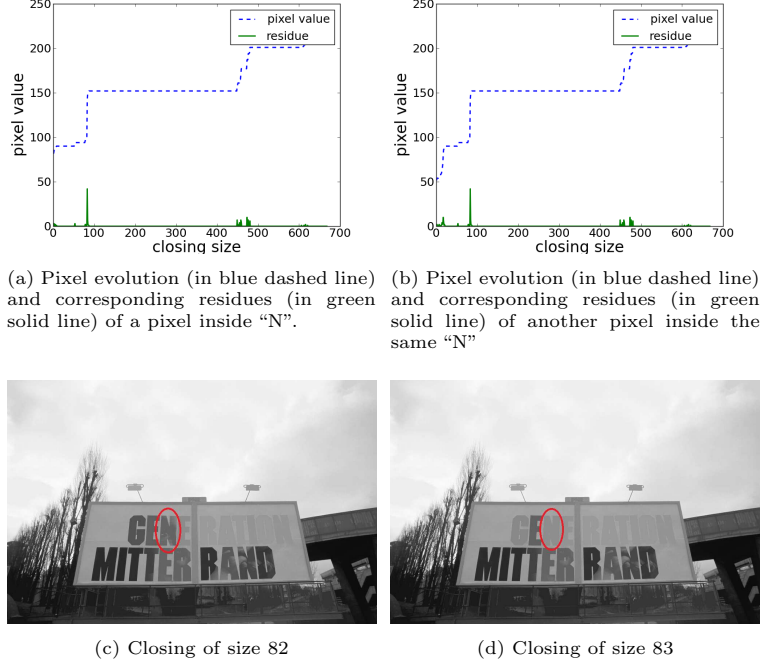 250
200
150
100
50
0
0 100 200 300 400 500 600 700
pixel value
closing size
pixel value
residue
250
200
150
100
50
0
0 100 200 300 400 500 600 700
pixel value
closing size
pixel value
residue
(a) Pixel evolution (in blue dashed line)
and corresponding residues (in green
solid line) of a pixel inside “N”.
(b) Pixel evolution (in blue dashed line)
and corresponding residues (in green
solid line) of another pixel inside the
same “N”
GENERATION
MITTER BAND
GENERATION
MITTER BAND
(c) Closing of size 82
(d) Closing of size 83